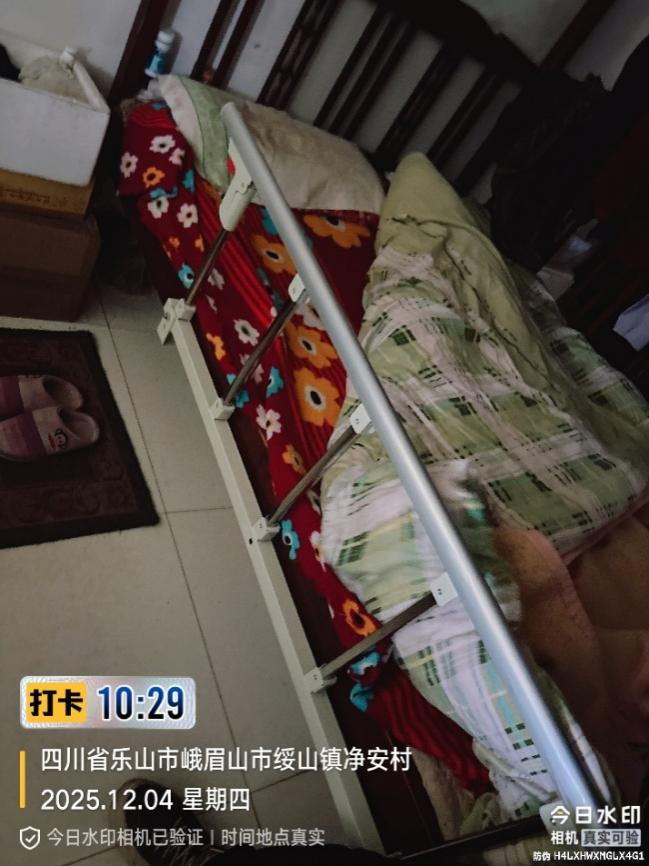 打卡 10:29
四川省乐山市峨眉山市绥山镇净安村
2025.12.04 星期四
今日水印相机已验证 | 时间地点真实
今日水印
相机 真实可验
防伪 H4LXHWXMGLX4G1